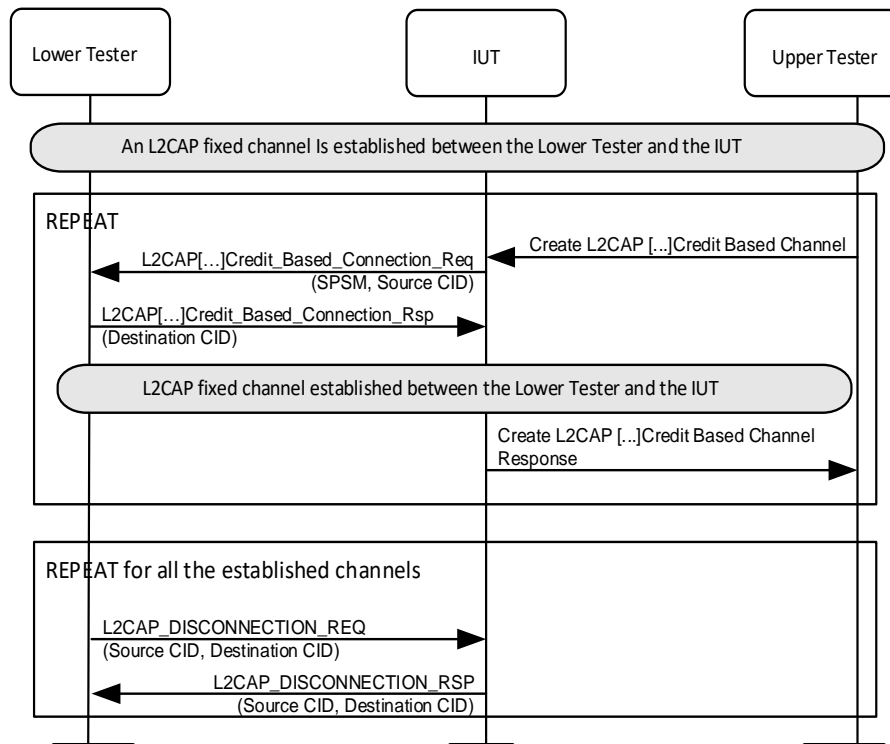 Lower Tester
IUT
Upper Tester
An L2CAP fixed channel Is established between the Lower Tester and the IUT
REPEAT
Create L2CAP [...]Credit Based Channel
L2CAP[…]Credit_Based_Connection_Req
(SPSM, Source CID)
L2CAP[…]Credit_Based_Connection_Rsp
(Destination CID)
L2CAP fixed channel established between the Lower Tester and the IUT
Create L2CAP [...]Credit Based Channel
Response
REPEAT for all the established channels
L2CAP_DISCONNECTION_REQ
(Source CID, Destination CID)
L2CAP_DISCONNECTION_RSP
(Source CID, Destination CID)